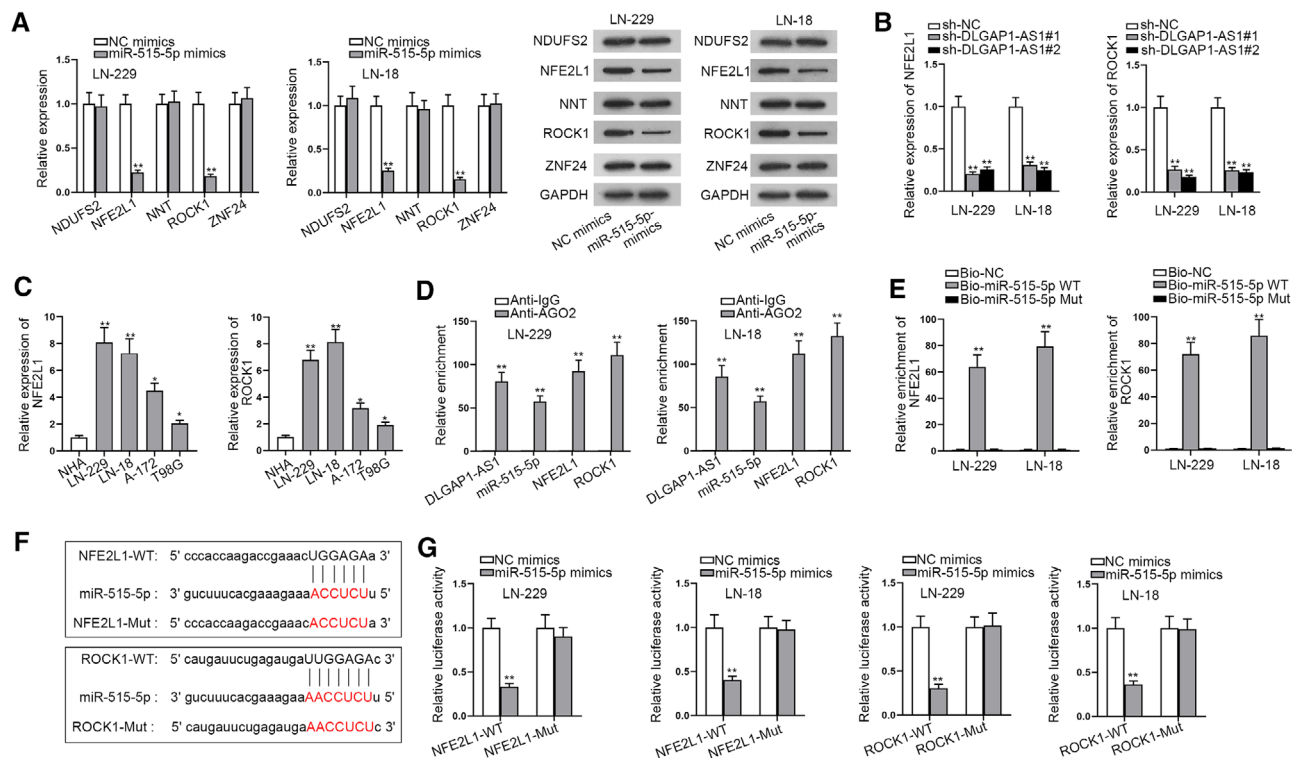 A
NC mimics
miR-515-5p mimics
LN-229
Relative expression
1.5
1.0
0.5
0.0
NDUFS2
NFE2L1
NNT
ROCK1
ZNF24
NC mimics
miR-515-5p mimics
LN-18
Relative expression
1.5
1.0
0.5
0.0
NDUFS2
NFE2L1
NNT
ROCK1
ZNF24
**
**
**
**
LN-229
NDUFS2
NFE2L1
NNT
ROCK1
ZNF24
GAPDH
NC mimics
miR-515-5p-
mimics
LN-18
NDUFS2
NFE2L1
NNT
ROCK1
ZNF24
GAPDH
NC mimics
miR-515-5p-
mimics
B
sh-NC
sh-DLGAP1-AS1#1
sh-DLGAP1-AS1#2
Relative expression of NFE2L1
1.5
1.0
0.5
0.0
** **
** **
LN-229 LN-18
sh-NC
sh-DLGAP1-AS1#1
sh-DLGAP1-AS1#2
Relative expression of ROCK1
1.5
1.0
0.5
0.0
** **
** **
LN-229 LN-18
C
Relative expression of
NFE2L1
10
8
6
4
2
0
**
**
*
*
NHA
LN-229
LN-18
A-172
T98G
Relative expression of
ROCK1
10
8
6
4
2
0
**
**
*
*
NHA
LN-229
LN-18
A-172
T98G
D
Anti-IgG
Anti-AGO2
LN-229
Relative enrichment
150
100
50
0
**
**
**
**
DLGAP1-AS1
miR-515-5p
NFE2L1
ROCK1
Anti-IgG
Anti-AGO2
LN-18
Relative enrichment
150
100
50
0
**
**
**
**
DLGAP1-AS1
miR-515-5p
NFE2L1
ROCK1
E
Bio-NC
Bio-miR-515-5p WT
Bio-miR-515-5p Mut
Relative enrichment of
NFE2L1
100
80
60
40
20
0
**
**
LN-229 LN-18
Bio-NC
Bio-miR-515-5p WT
Bio-miR-515-5p Mut
Relative enrichment of
ROCK1
100
80
60
40
20
0
**
**
LN-229 LN-18
F
NFE2L1-WT: 5' cccaccaagaccgaaacUGGAGAa 3'
miR-515-5p : 3' gucuuucacgaaagaaaACCUCUu 5'
NFE2L1-Mut : 5' cccaccaagaccgaaacACCUCUa 3'
ROCK1-WT: 5' caugauucugagaugaUUGGAGAc 3'
miR-515-5p: 3' gucuuucacgaaagaaAACCUCUu 5'
ROCK1-Mut : 5' caugauucugagaugaAACCUCUc 3'
G
NC mimics
miR-515-5p mimics
LN-229
Relative luciferase activity
1.5
1.0
0.5
0.0
**
NFE2L1-WT
NFE2L1-Mut
NC mimics
miR-515-5p mimics
LN-18
Relative luciferase activity
1.5
1.0
0.5
0.0
**
NFE2L1-WT
NFE2L1-Mut
NC mimics
miR-515-5p mimics
LN-229
Relative luciferase activity
1.5
1.0
0.5
0.0
**
ROCK1-WT
ROCK1-Mut
NC mimics
miR-515-5p mimics
LN-18
Relative luciferase activity
1.5
1.0
0.5
0.0
**
ROCK1-WT
ROCK1-Mut